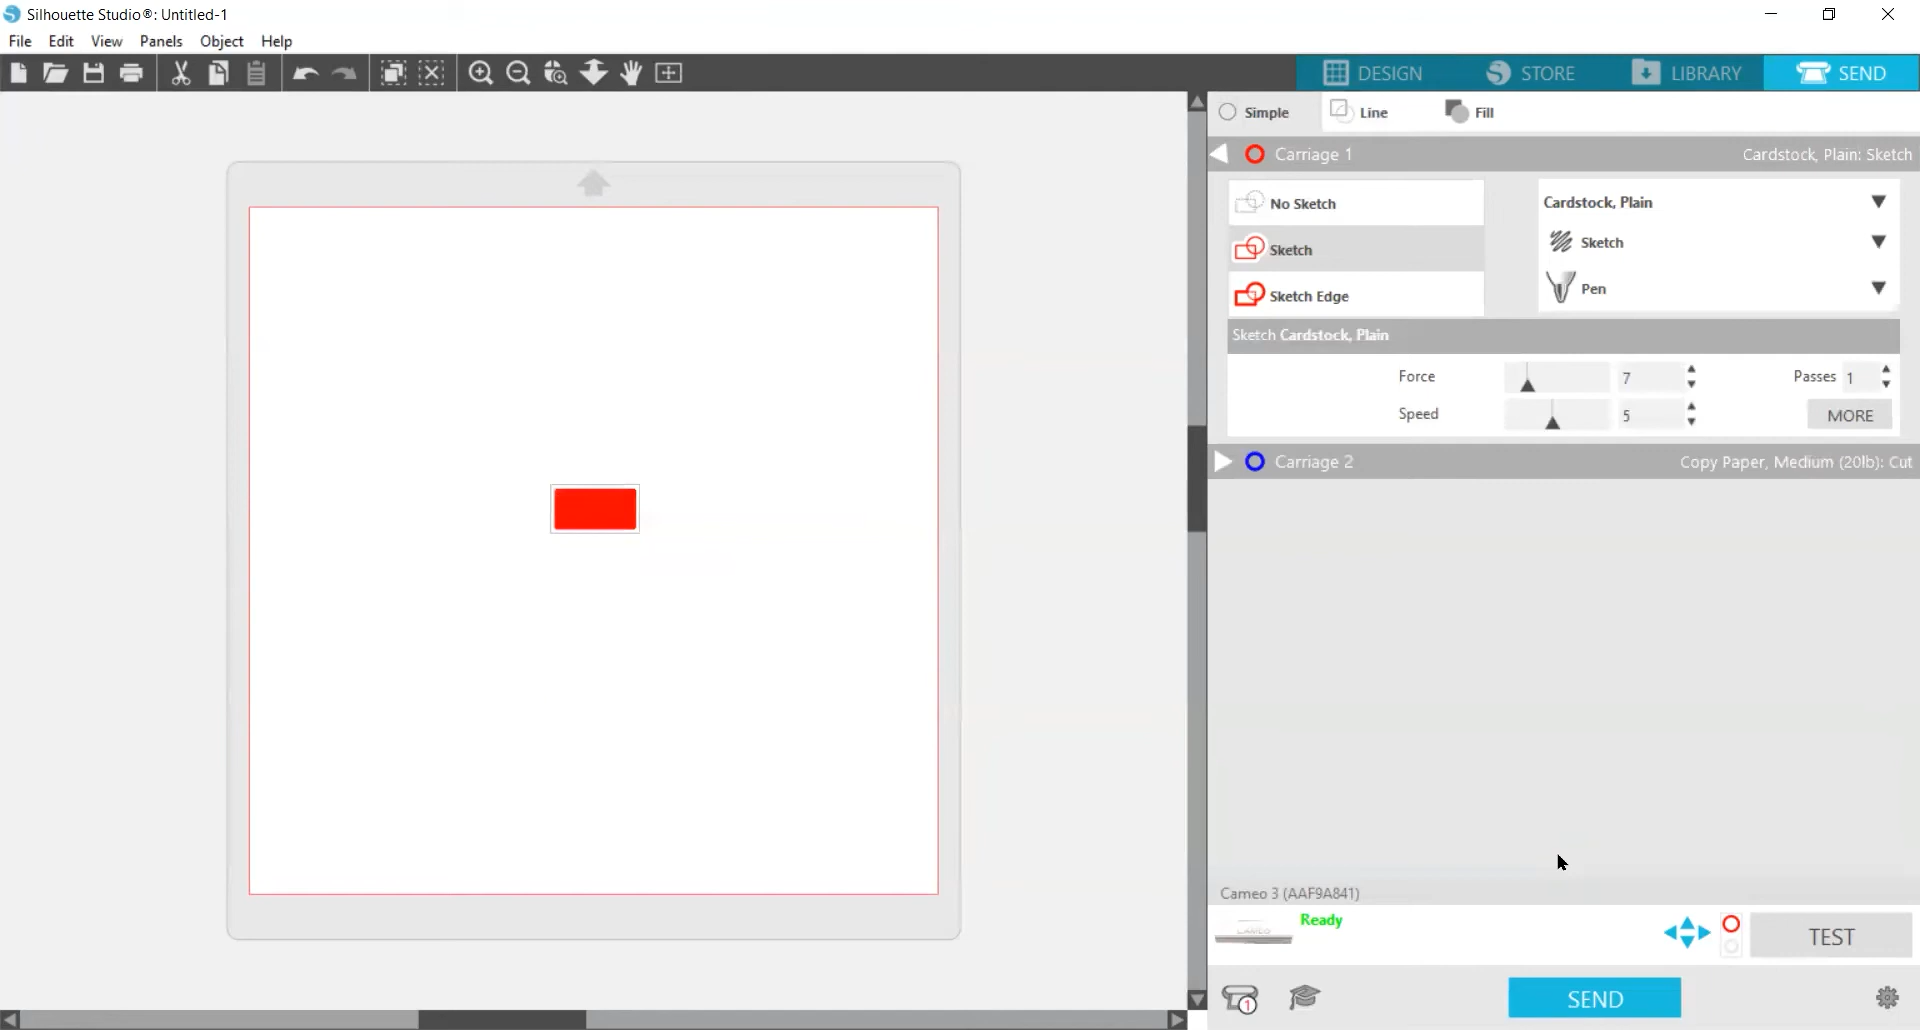 Silhouette Studio®: Untitled-1
File Edit View Panels Object Help
DESIGN STORE LIBRARY SEND
Simple Line Fill
Carriage 1 Cardstock, Plain: Sketch
No Sketch
Sketch
Sketch Edge
Cardstock, Plain
Sketch
Pen
Sketch Cardstock, Plain
Force 7 Passes 1
Speed 5 MORE
Carriage 2 Copy Paper, Medium (20lb): Cut
Cameo 3 (AAF9A841)
CAMEO
Ready
TEST
1
SEND